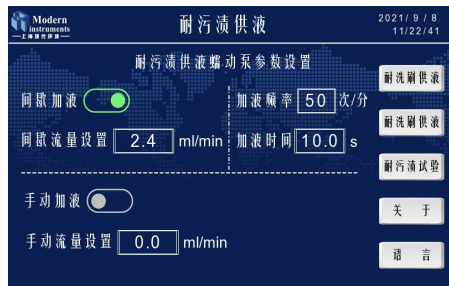 Modern
instruments
上海现代环境
耐污渍供液
2021/ 9 / 8
11/22/41
耐污渍供液蠕动泵参数设置
间歇加液
加液频率 50 次/分
间歇流量设置 2.4 ml/min
加液时间 10.0 s
手动加液
手动流量设置 0.0 ml/min
耐洗刷供液
耐洗刷供液
耐污渍试验
关 于
语 言